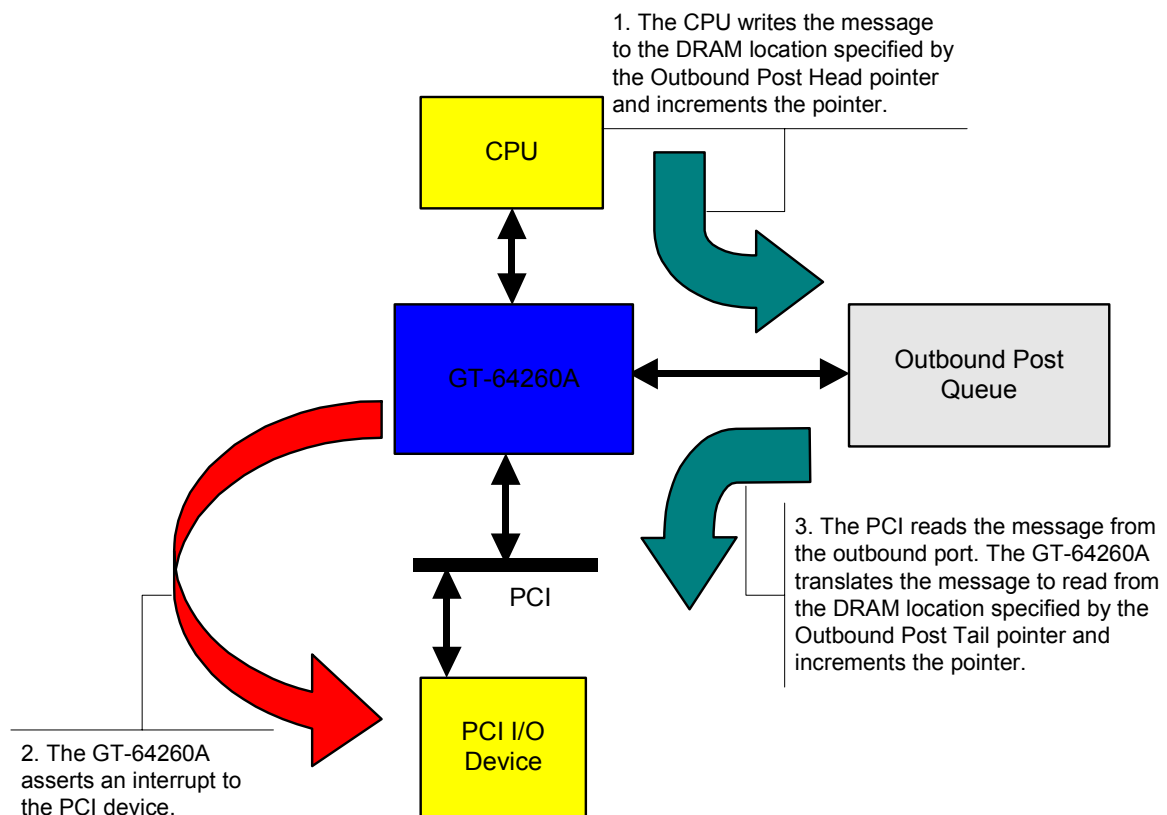 1. The CPU writes the message
to the DRAM location specified by
the Outbound Post Head pointer
and increments the pointer.
CPU
GT-64260A
Outbound Post
Queue
PCI
3. The PCI reads the message from
the outbound port. The GT-64260A
translates the message to read from
the DRAM location specified by the
Outbound Post Tail pointer and
increments the pointer.
PCI I/O
Device
2. The GT-64260A
asserts an interrupt to
the PCI device.